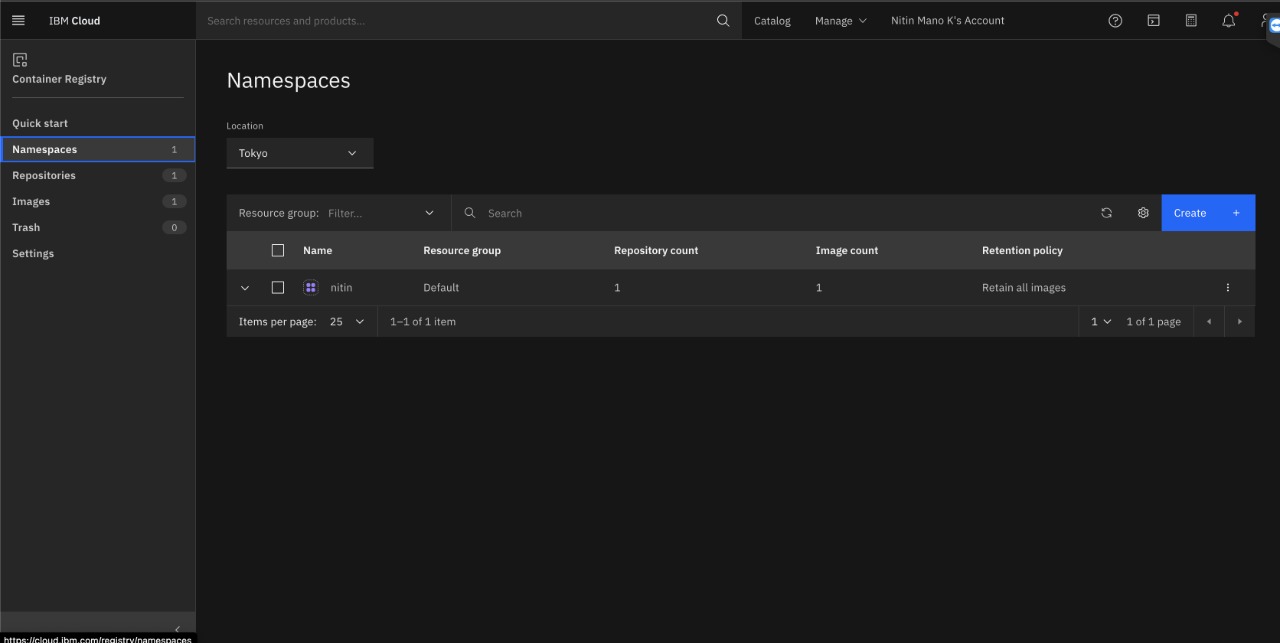 IBM Cloud
Search resources and products...
Catalog
Manage
Nitin Mano K's Account
Container Registry
Quick start
Namespaces 1
Repositories 1
Images 1
Trash 0
Settings
Namespaces
Location
Tokyo
Resource group: Filter...
Search
Create +
Name Resource group Repository count Image count Retention policy
nitin Default 1 1 Retain all images
Items per page: 25 1–1 of 1 item 1 1 of 1 page
https://cloud.ibm.com/registry/namespaces